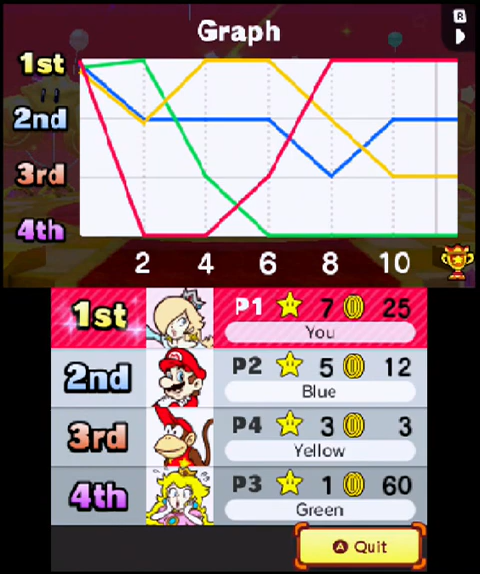 Graph
R
1st
2nd
3rd
4th
2 4 6 8 10
1st P1 7 25
You
2nd P2 5 12
Blue
3rd P4 3 3
Yellow
4th P3 1 60
Green
A Quit